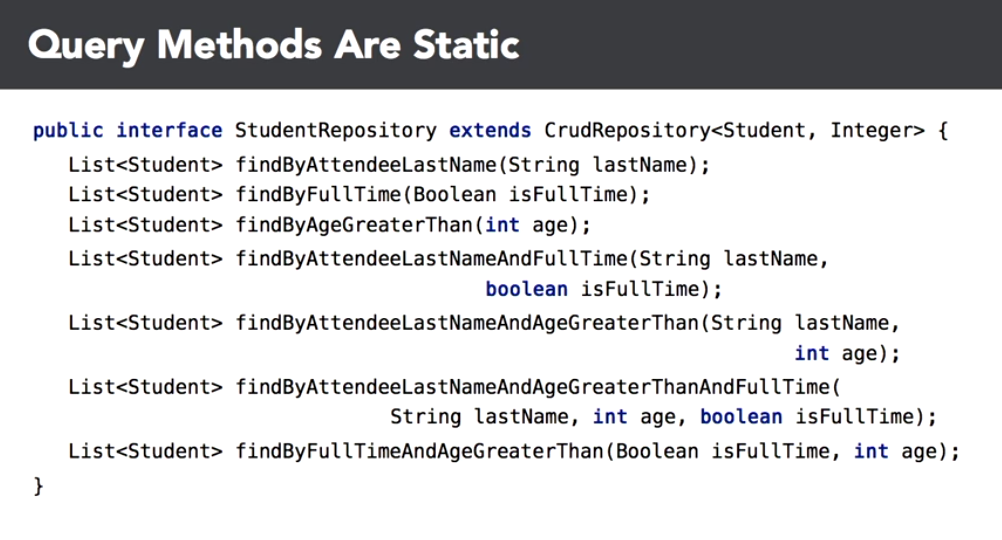 Query Methods Are Static
public interface StudentRepository extends CrudRepository<Student, Integer> {
List<Student> findByAttendeeLastName(String lastName);
List<Student> findByFullTime(Boolean isFullTime);
List<Student> findByAgeGreaterThan(int age);
List<Student> findByAttendeeLastNameAndFullTime(String lastName,
boolean isFullTime);
List<Student> findByAttendeeLastNameAndAgeGreaterThan(String lastName,
int age);
List<Student> findByAttendeeLastNameAndAgeGreaterThanAndFullTime(
String lastName, int age, boolean isFullTime);
List<Student> findByFullTimeAndAgeGreaterThan(Boolean isFullTime, int age);
}